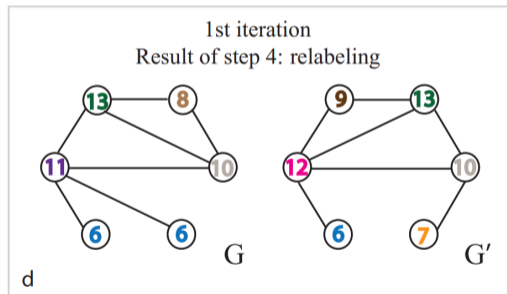 1st iteration
Result of step 4: relabeling
13 8 9 13
11 10 12 10
6 6 6 7
G G′
d